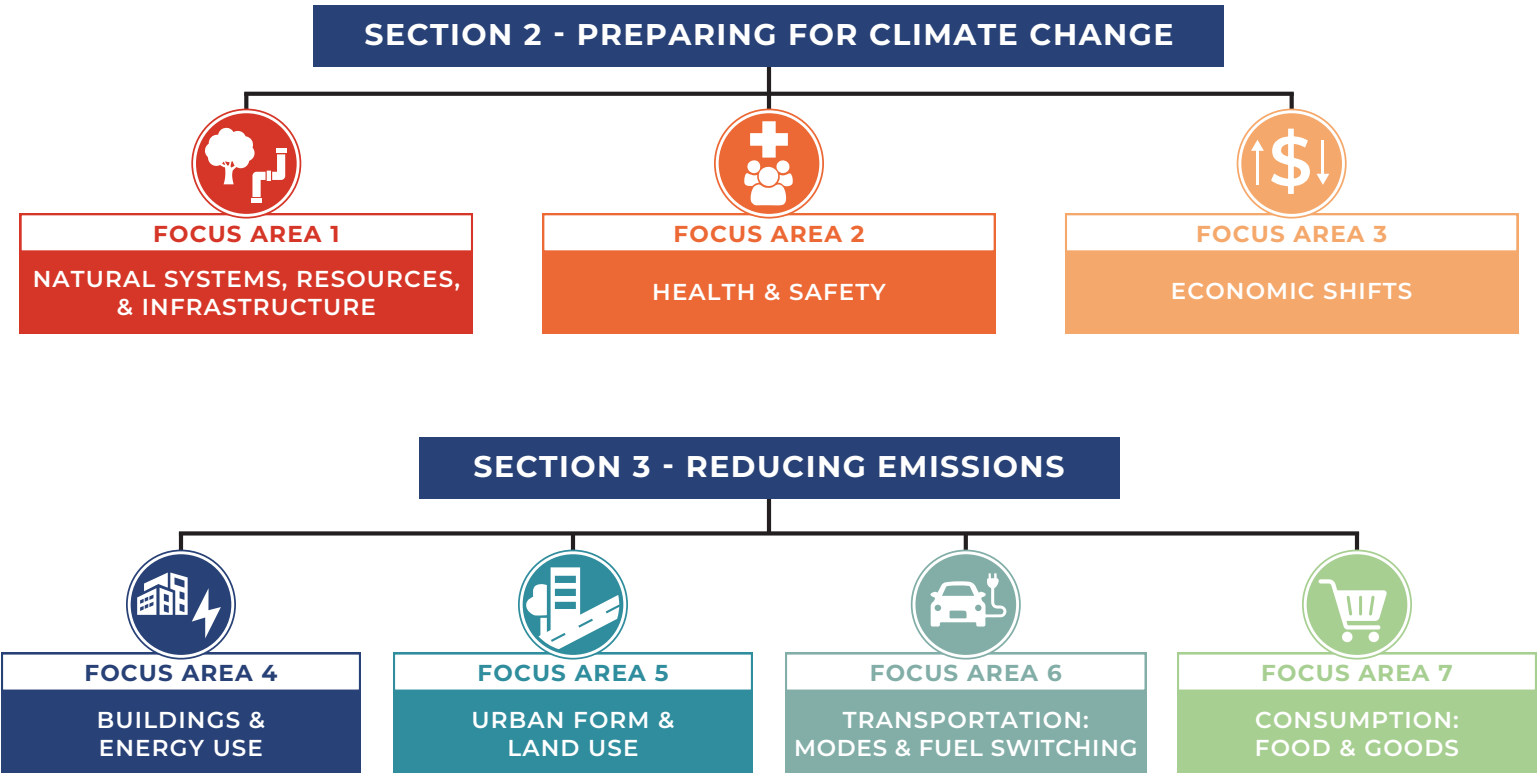 SECTION 2 - PREPARING FOR CLIMATE CHANGE
FOCUS AREA 1
NATURAL SYSTEMS, RESOURCES,
& INFRASTRUCTURE
FOCUS AREA 2
HEALTH & SAFETY
$
FOCUS AREA 3
ECONOMIC SHIFTS
SECTION 3 - REDUCING EMISSIONS
FOCUS AREA 4
BUILDINGS &
ENERGY USE
FOCUS AREA 5
URBAN FORM &
LAND USE
FOCUS AREA 6
TRANSPORTATION:
MODES & FUEL SWITCHING
FOCUS AREA 7
CONSUMPTION:
FOOD & GOODS